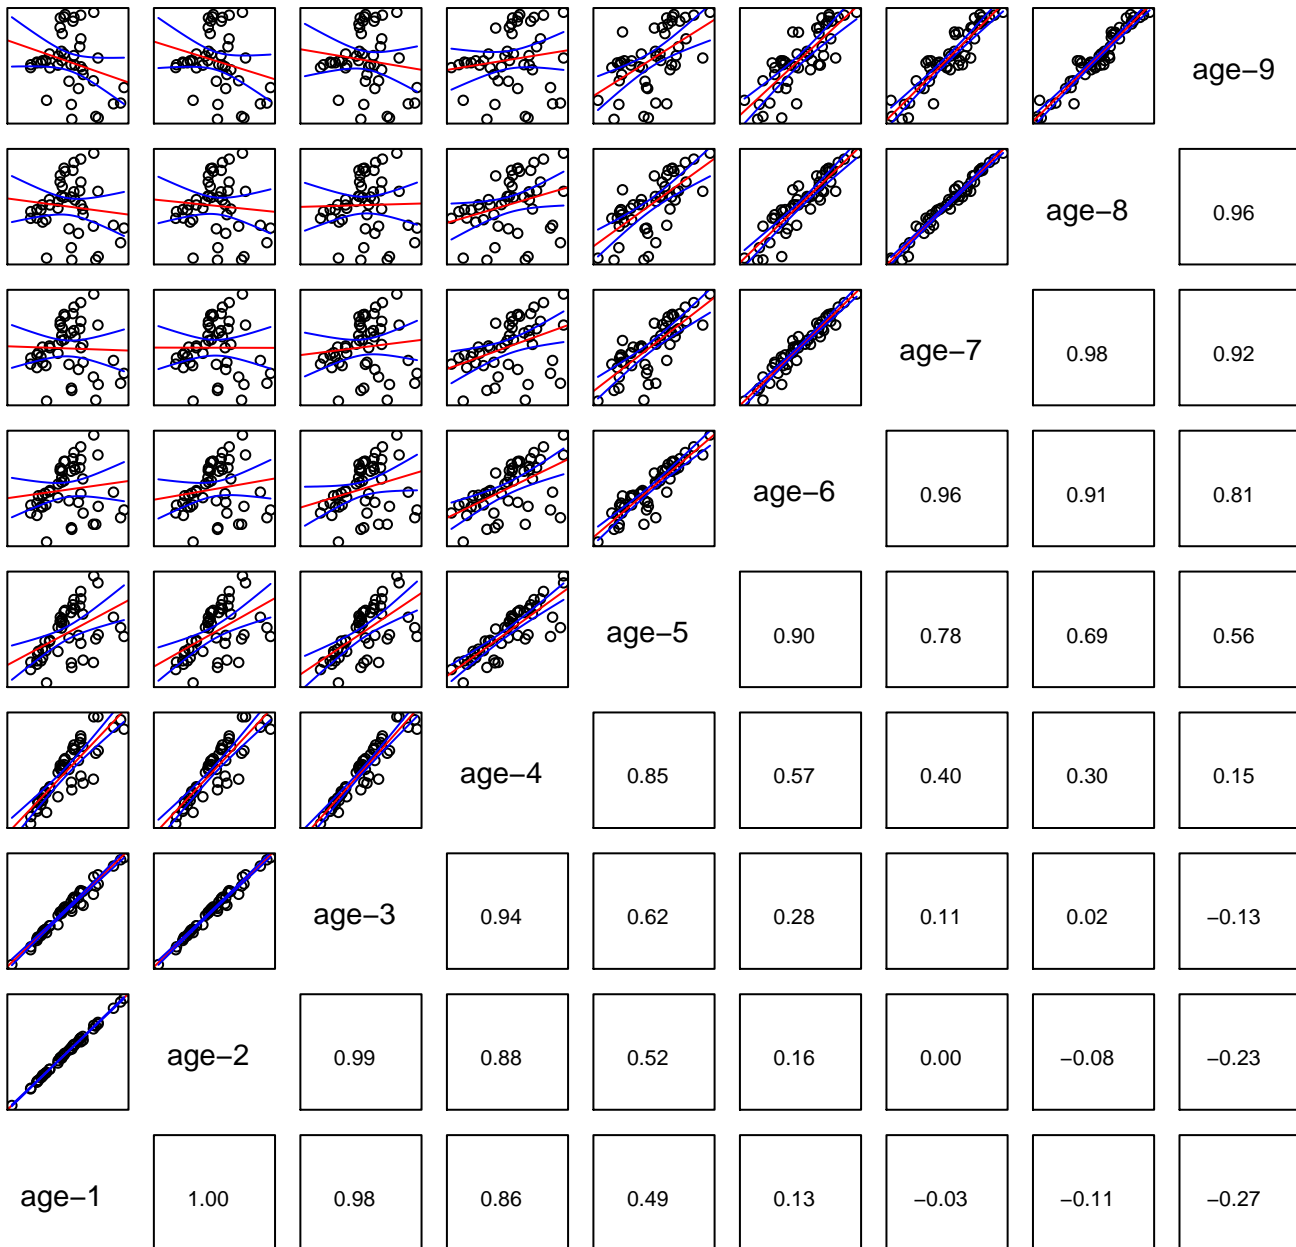 age−9
age−8 0.96
age−7 0.98 0.92
age−6 0.96 0.91 0.81
age−5 0.90 0.78 0.69 0.56
age−4 0.85 0.57 0.40 0.30 0.15
age−3 0.94 0.62 0.28 0.11 0.02 −0.13
age−2 0.99 0.88 0.52 0.16 0.00 −0.08 −0.23
age−1 1.00 0.98 0.86 0.49 0.13 −0.03 −0.11 −0.27